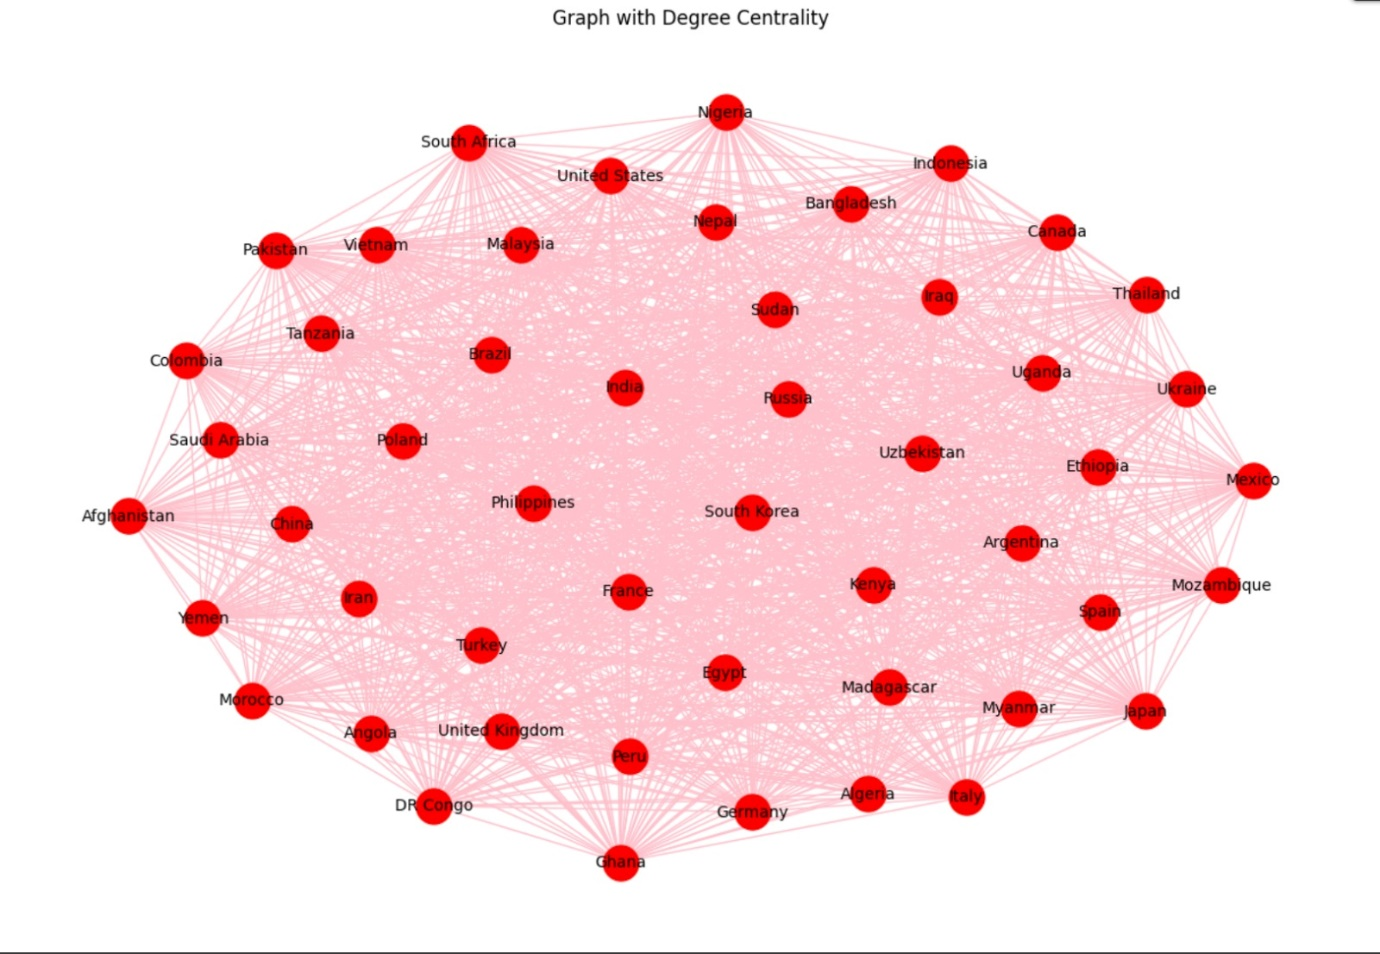 Graph with Degree Centrality
Nigeria
South Africa
Indonesia
United States
Bangladesh
Nepal
Canada
Vietnam
Malaysia
Pakistan
Thailand
Iraq
Sudan
Tanzania
Brazil
Colombia
Uganda
India
Ukraine
Russia
Saudi Arabia
Poland
Uzbekistan
Ethiopia
Mexico
Philippines
South Korea
Afghanistan
China
Argentina
Kenya
Mozambique
France
Iran
Spain
Yemen
Turkey
Egypt
Madagascar
Morocco
Myanmar
Japan
Angola
United Kingdom
Peru
Algeria
Italy
DR Congo
Germany
Ghana